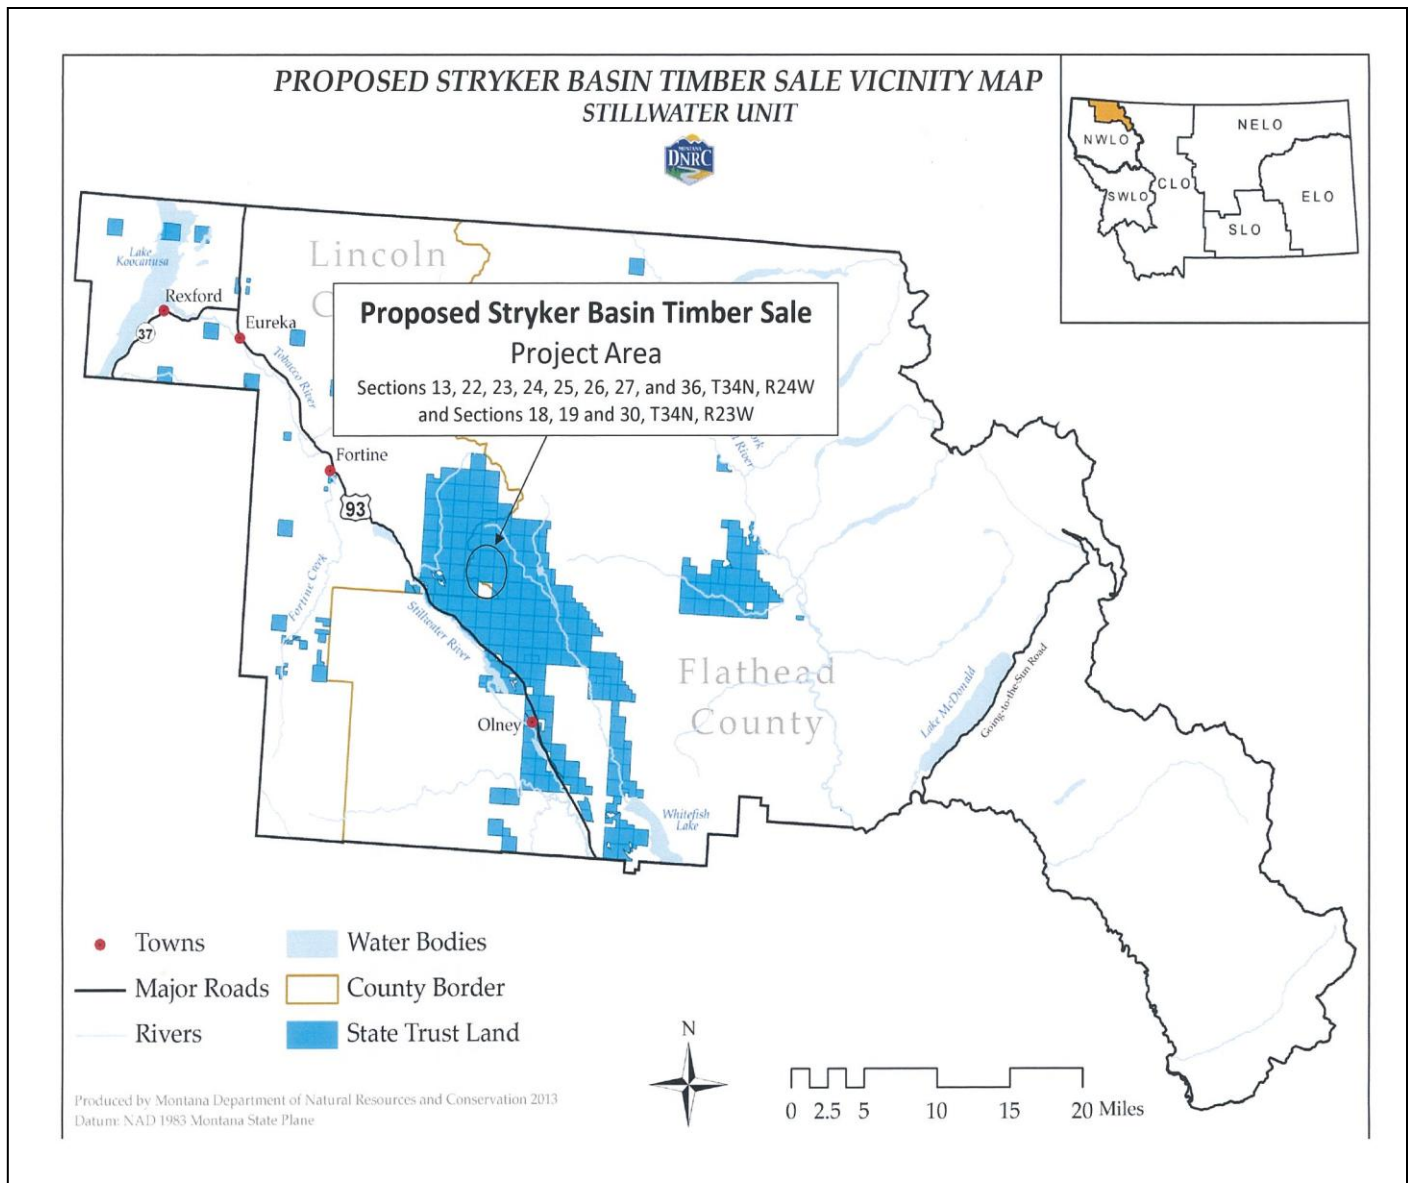 PROPOSED STRYKER BASIN TIMBER SALE VICINITY MAP
STILLWATER UNIT
MONTANA
DNRC
NWLO
NELO
CLO
SWLO
ELO
SLO
Lincoln
C
Lake
Koocanusa
Rexford
37
Eureka
Tobacco River
Proposed Stryker Basin Timber Sale
Project Area
Sections 13, 22, 23, 24, 25, 26, 27, and 36, T34N, R24W
and Sections 18, 19 and 30, T34N, R23W
River
Fortine
93
Fortine Creek
Stillwater River
Olney
Flathead
County
Lake McDonald
Going-to-the-Sun Road
Whitefish
Lake
Towns
Water Bodies
Major Roads
County Border
Rivers
State Trust Land
N
0 2.5 5 10 15 20 Miles
Produced by Montana Department of Natural Resources and Conservation 2013
Datum: NAD 1983 Montana State Plane